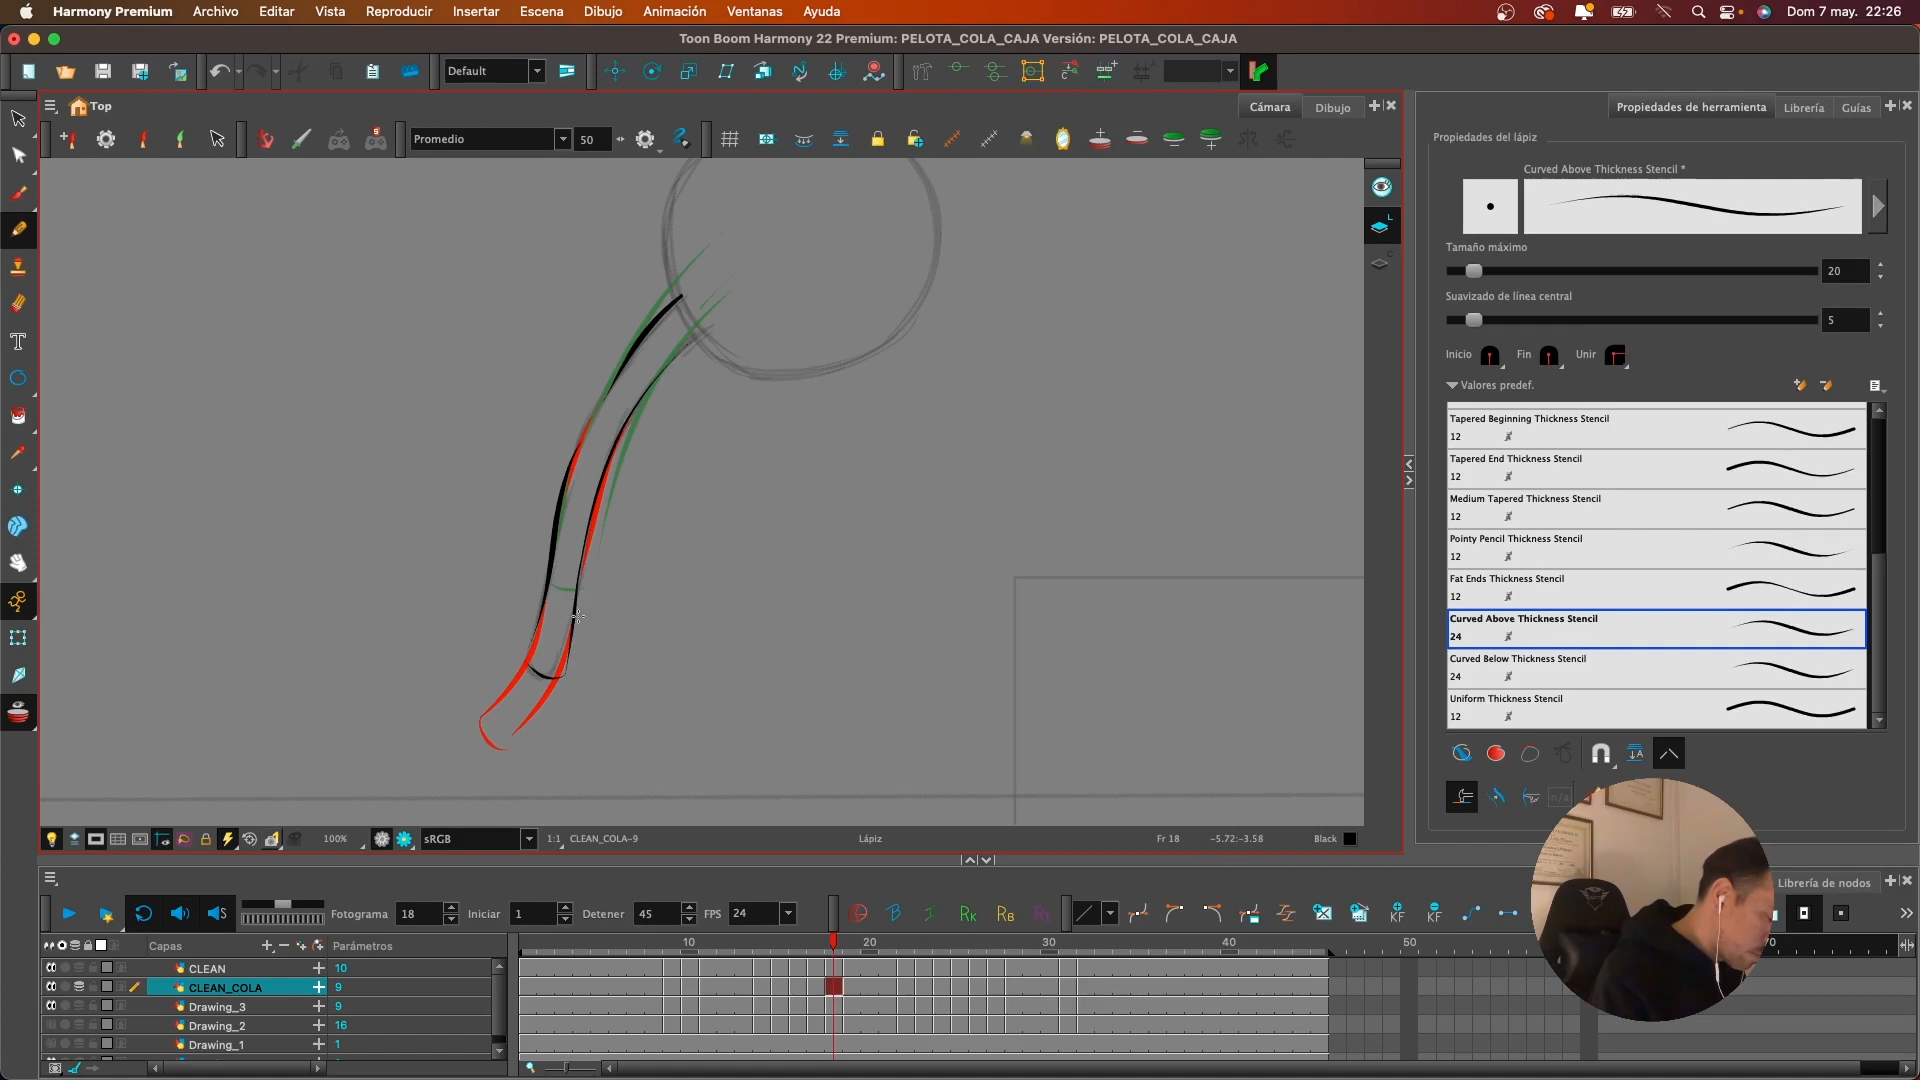 Harmony Premium Archivo Editar Vista Reproducir Insertar Escena Dibujo Animación Ventanas Ayuda Dom 7 may. 22:26
Toon Boom Harmony 22 Premium: PELOTA_COLA_CAJA Versión: PELOTA_COLA_CAJA
Default
Top
Cámara Dibujo
Promedio 50
Propiedades de herramienta Librería Guías
Propiedades del lápiz
Curved Above Thickness Stencil *
Tamaño máximo
20
Suavizado de línea central
5
Inicio Fin Unir
Valores predef.
Tapered Beginning Thickness Stencil
12
Tapered End Thickness Stencil
12
Medium Tapered Thickness Stencil
12
Pointy Pencil Thickness Stencil
12
Fat Ends Thickness Stencil
12
Curved Above Thickness Stencil
24
Curved Below Thickness Stencil
24
Uniform Thickness Stencil
12
n/a
100% sRGB 1:1 CLEAN_COLA-9 Lápiz Fr 18 -5.72:-3.58 Black
Librería de nodos
Fotograma 18 Iniciar 1 Detener 45 FPS 24
Capas Parámetros
10 20 30 40 50 70
CLEAN 10
CLEAN_COLA 9
Drawing_3 9
Drawing_2 16
Drawing_1 1